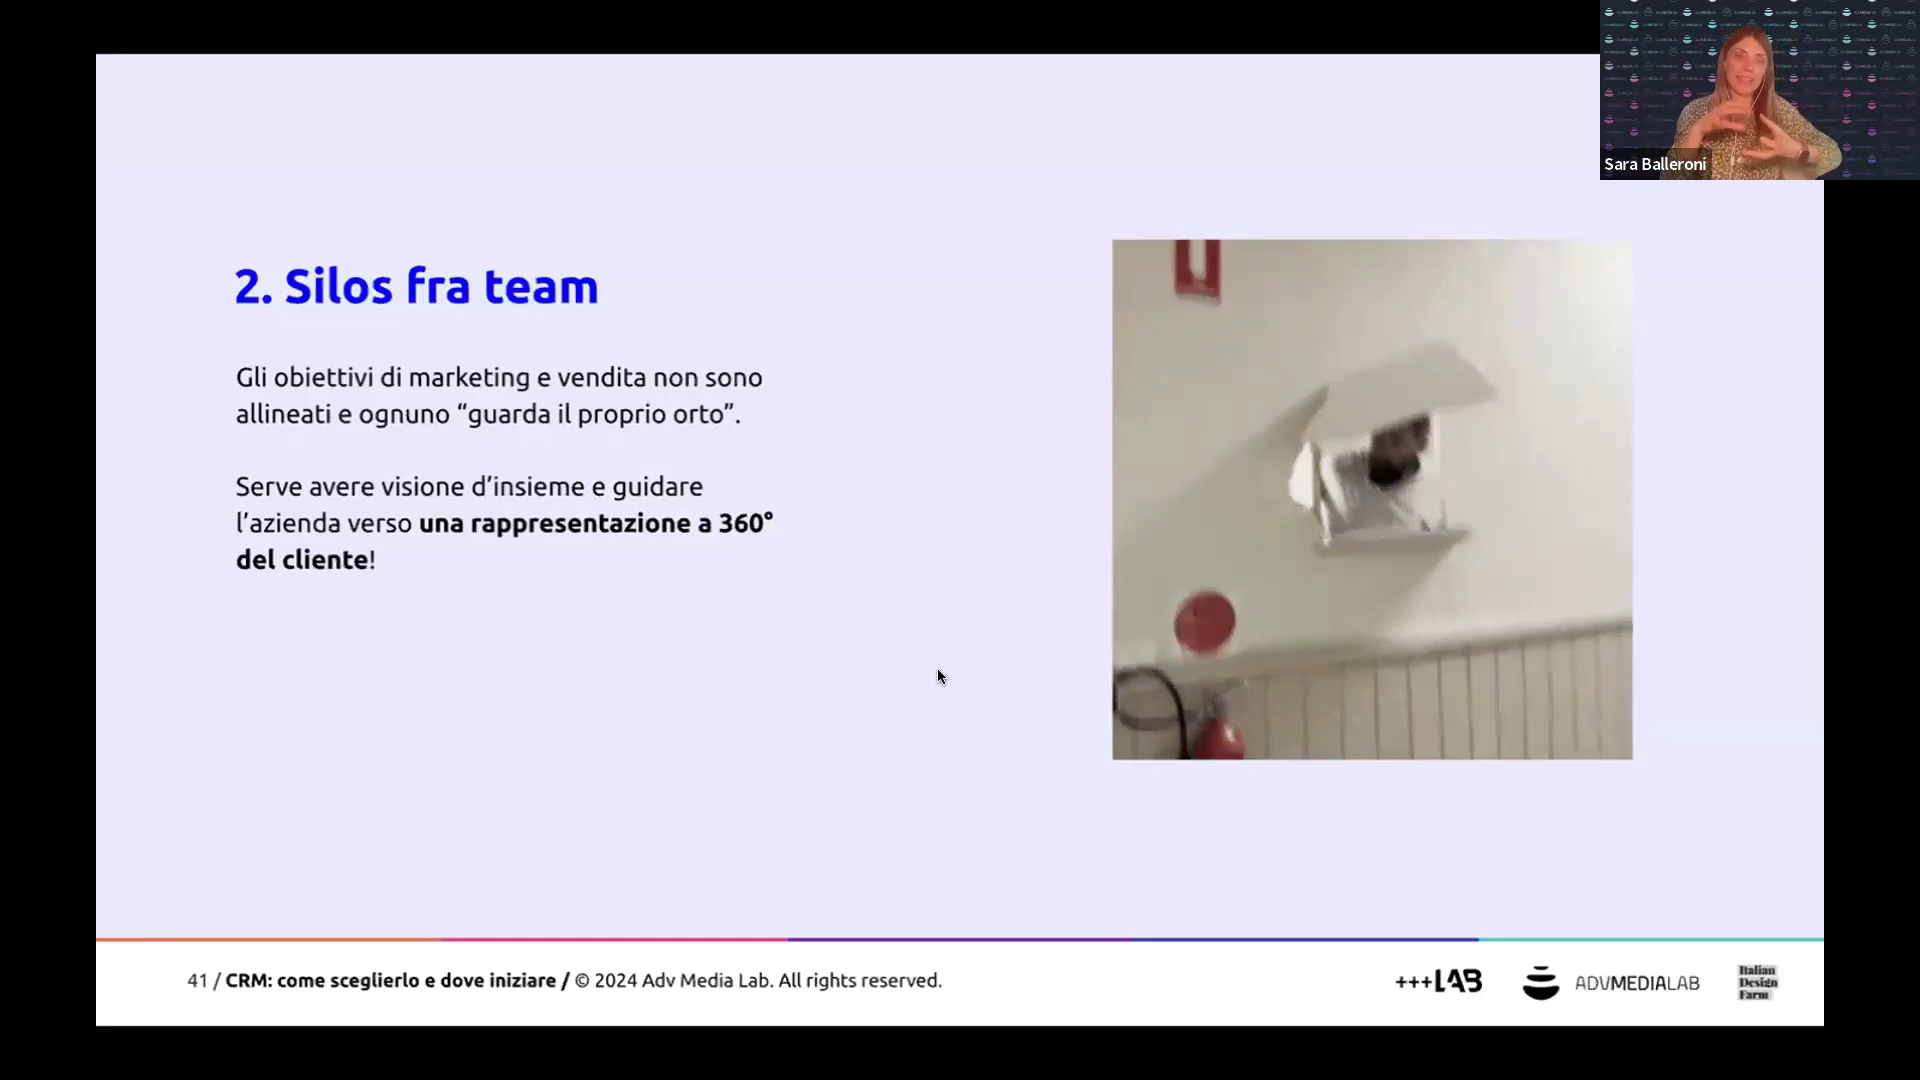 Sara Balleroni
2. Silos fra team
Gli obiettivi di marketing e vendita non sono
allineati e ognuno “guarda il proprio orto”.
Serve avere visione d’insieme e guidare
l’azienda verso una rappresentazione a 360°
del cliente!
41 / CRM: come sceglierlo e dove iniziare / © 2024 Adv Media Lab. All rights reserved.
+++LAB
ADVMEDIALAB
Italian
Design
Farm